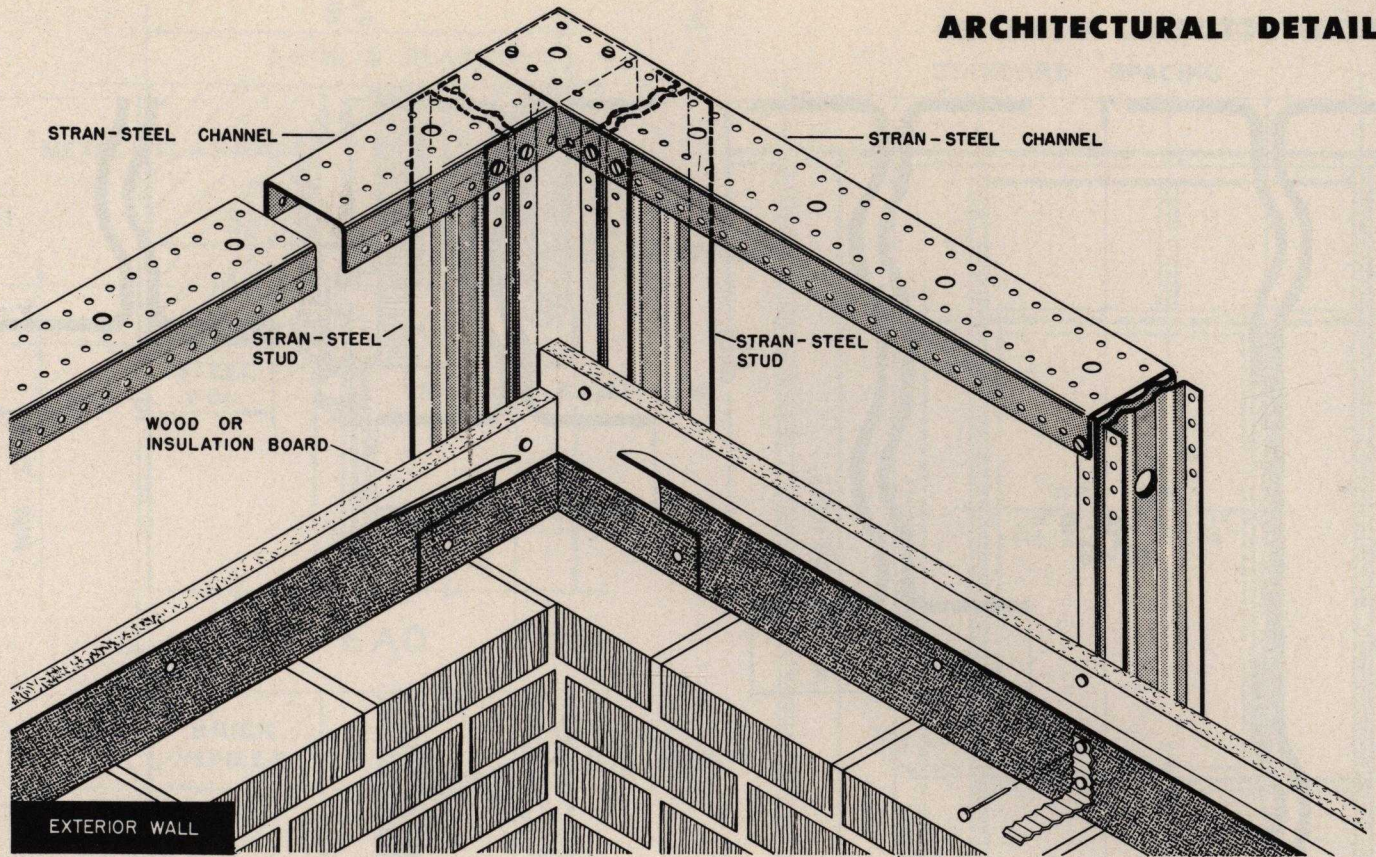 ARCHITECTURAL DETAIL
STRAN-STEEL CHANNEL
STRAN-STEEL CHANNEL
STRAN-STEEL
STUD
STRAN-STEEL
STUD
WOOD OR
INSULATION BOARD
EXTERIOR WALL